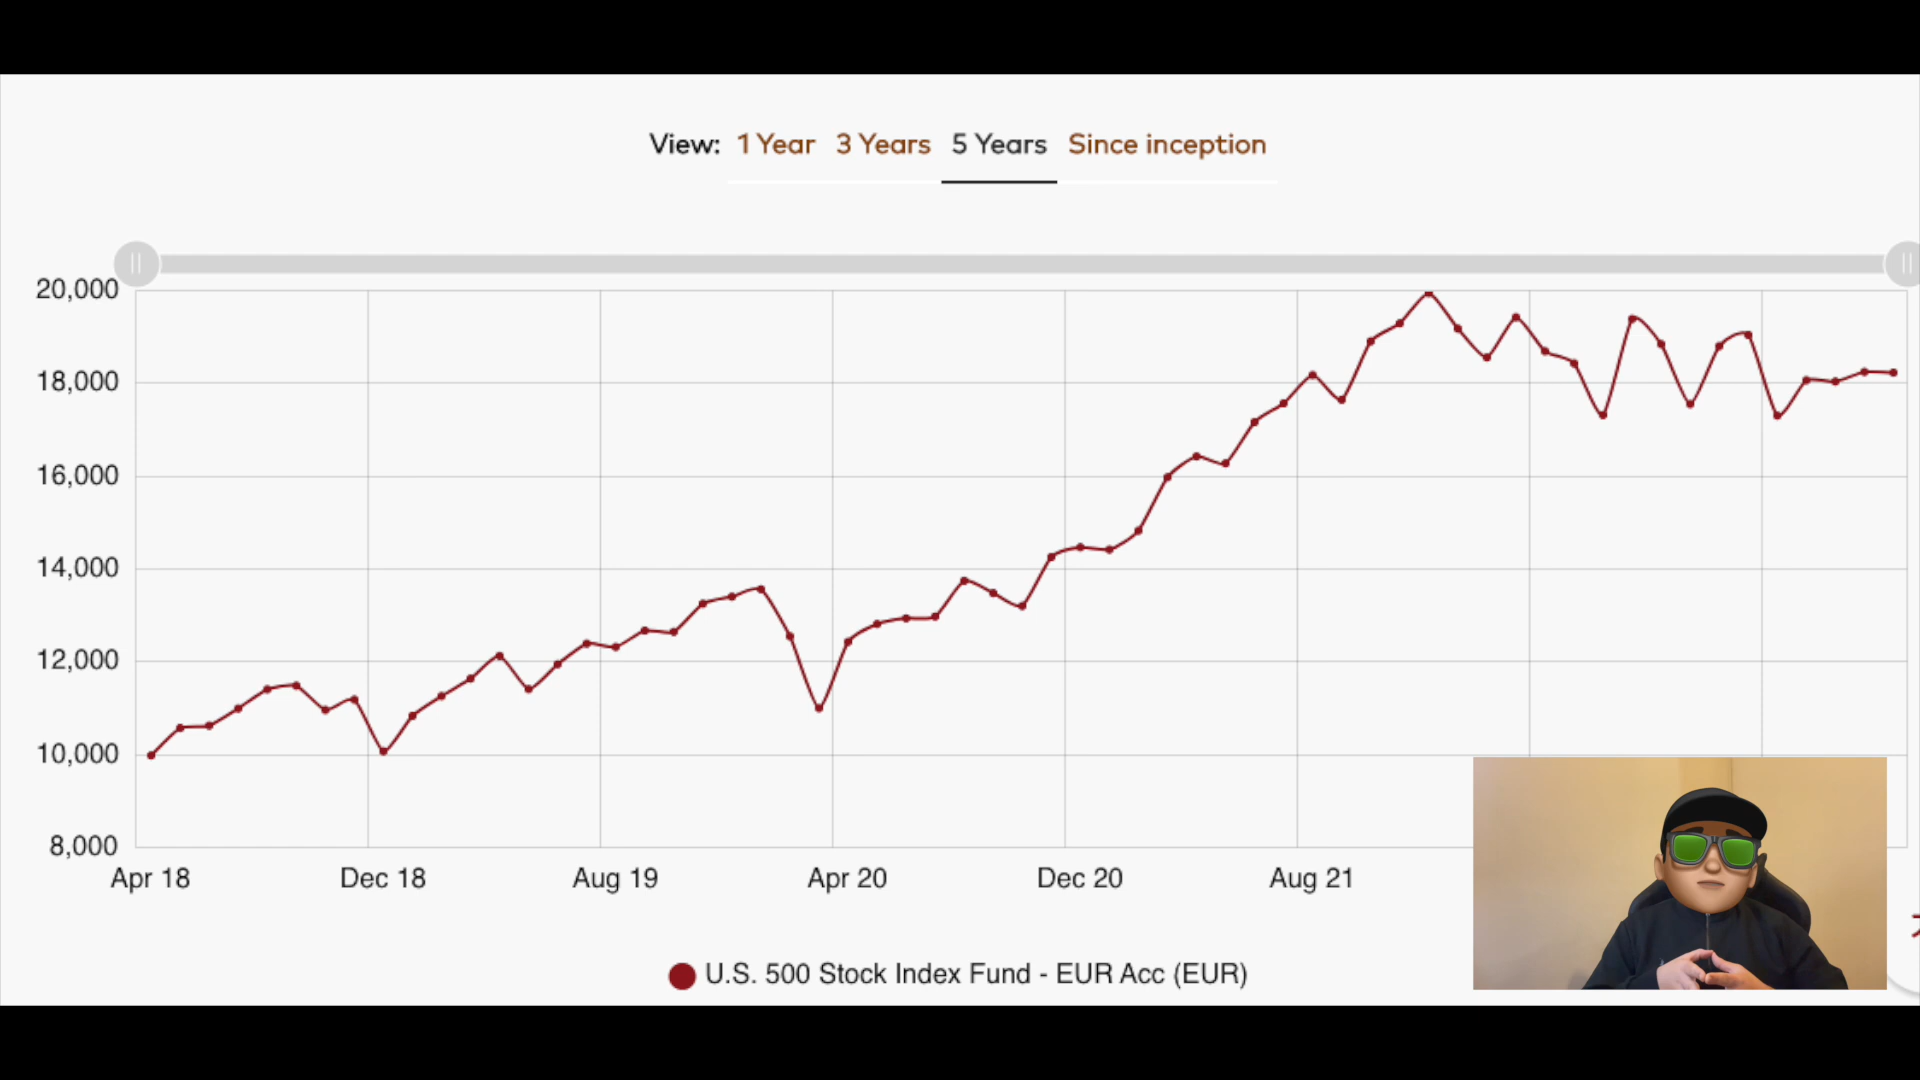 View: 1 Year 3 Years 5 Years Since inception
20,000
18,000
16,000
14,000
12,000
10,000
8,000
Apr 18 Dec 18 Aug 19 Apr 20 Dec 20 Aug 21
U.S. 500 Stock Index Fund - EUR Acc (EUR)